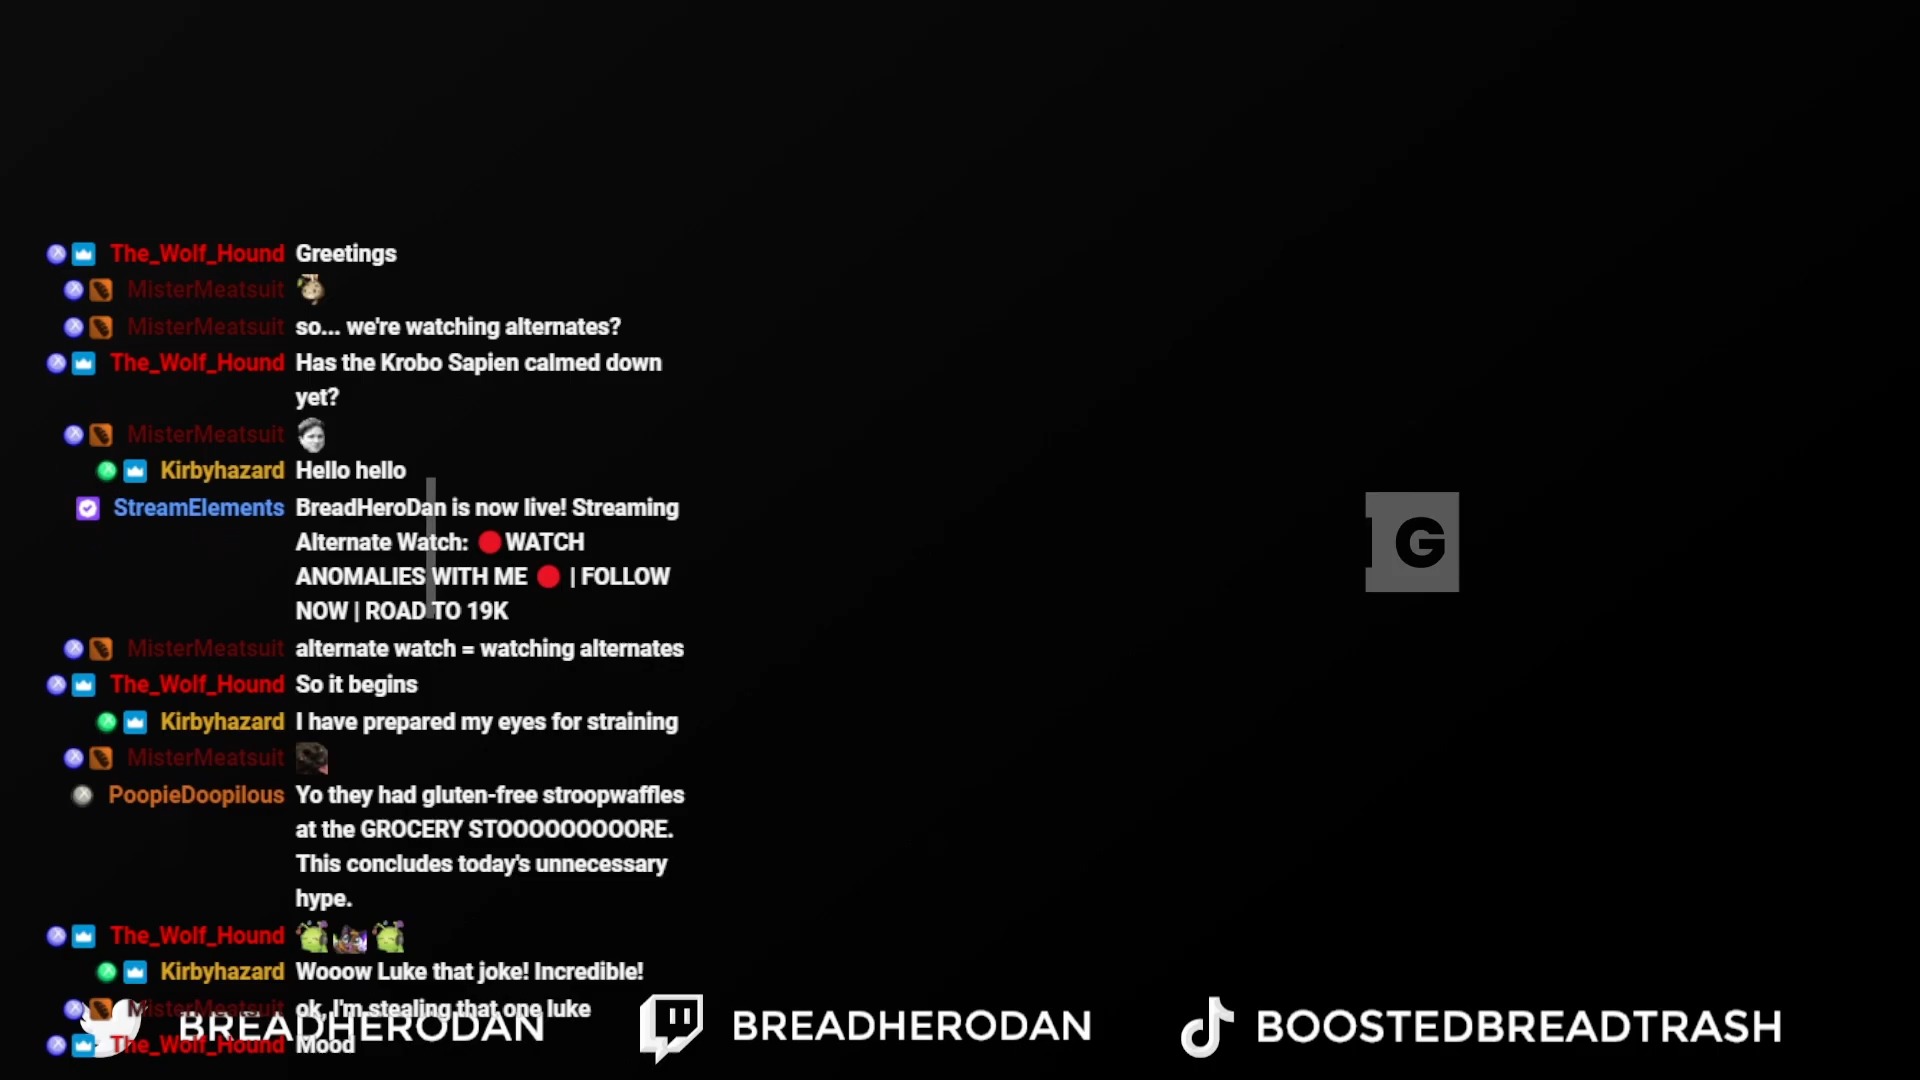 The_Wolf_Hound Greetings
MisterMeatsuit
MisterMeatsuit so... we're watching alternates?
The_Wolf_Hound Has the Krobo Sapien calmed down
yet?
MisterMeatsuit
Kirbyhazard Hello hello
StreamElements BreadHeroDan is now live! Streaming
Alternate Watch: 🔴WATCH
ANOMALIES WITH ME 🔴 | FOLLOW
NOW | ROAD TO 19K
G
MisterMeatsuit alternate watch = watching alternates
The_Wolf_Hound So it begins
Kirbyhazard I have prepared my eyes for straining
MisterMeatsuit
PoopieDoopilous Yo they had gluten-free stroopwaffles
at the GROCERY STOOOOOOOOORE.
This concludes today's unnecessary
hype.
The_Wolf_Hound
Kirbyhazard Wooow Luke that joke! Incredible!
MisterMeatsuit ok, I'm stealing that one luke
BREADHERODAN BREADHERODAN BOOSTEDBREADTRASH
The_Wolf_Hound Mood